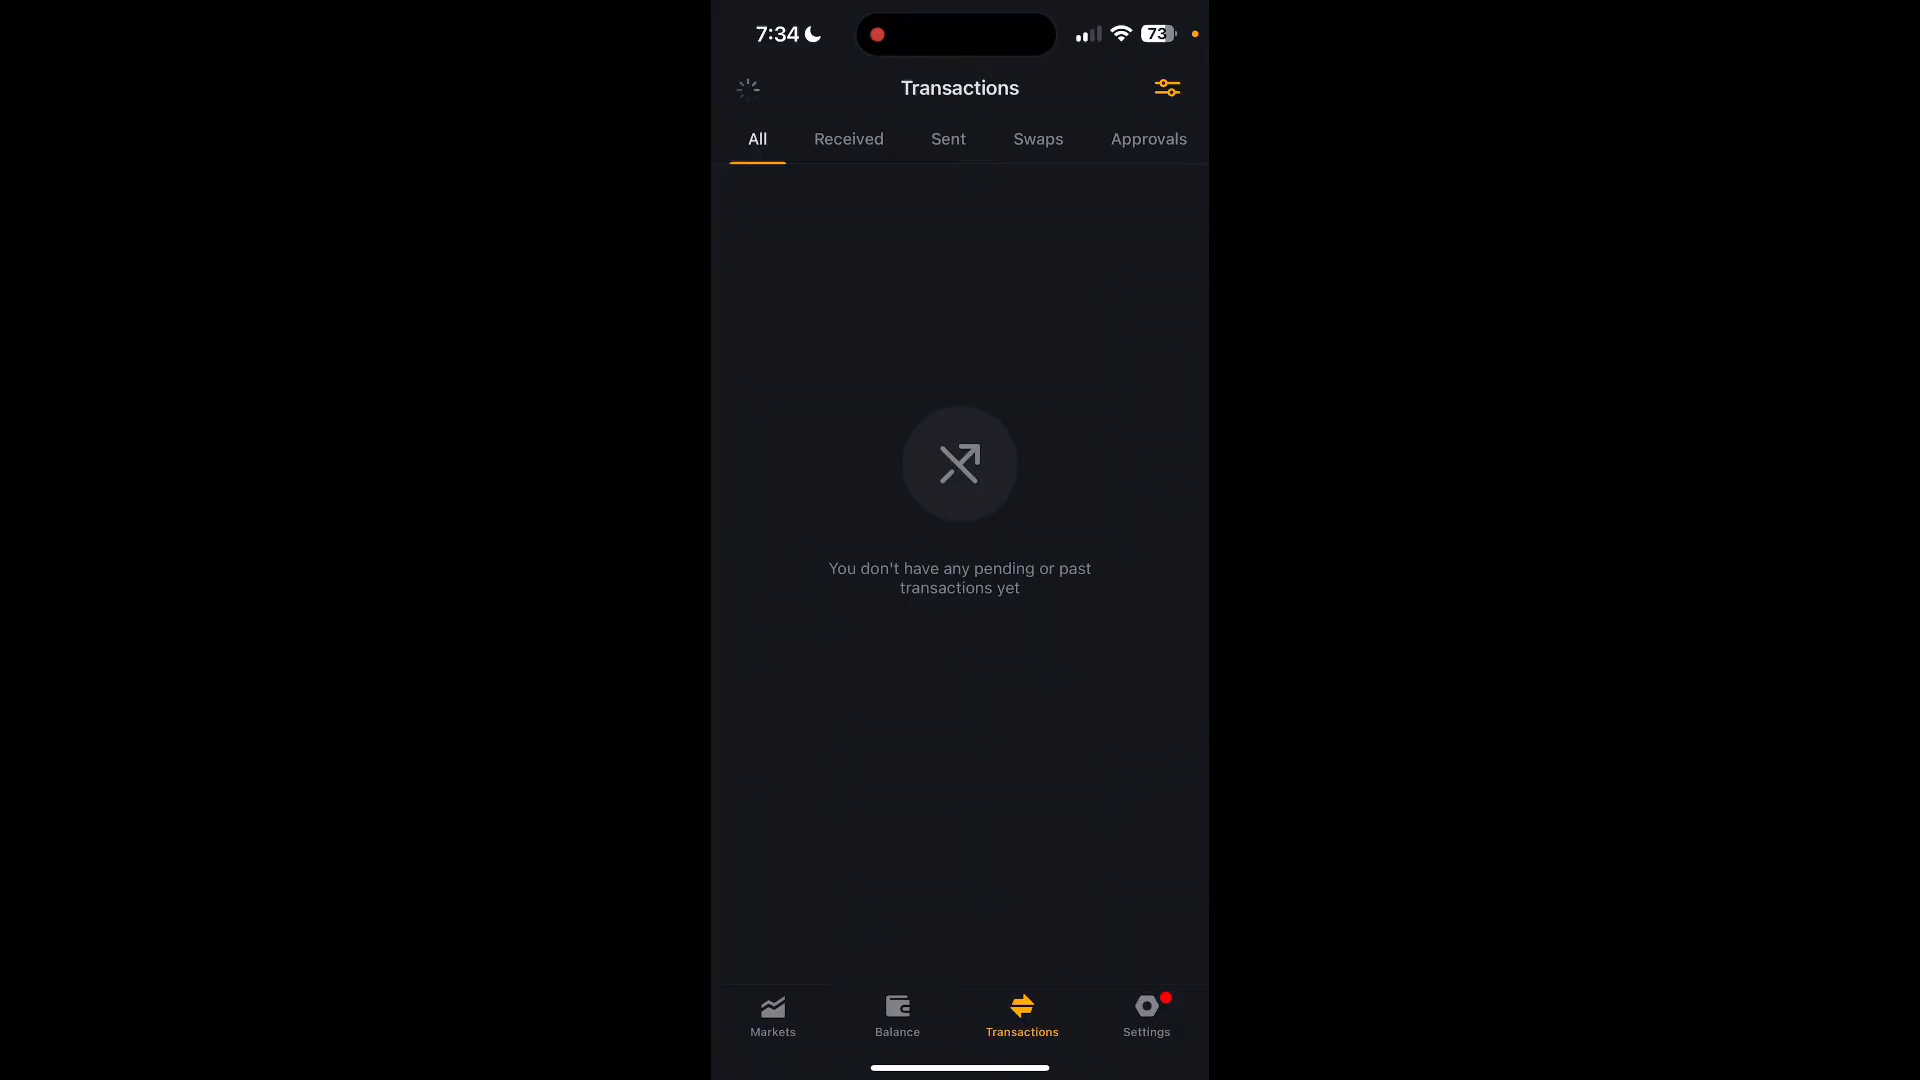 7:34
73
Transactions
All
Received
Sent
Swaps
Approvals
You don't have any pending or past
transactions yet
Markets
Balance
Transactions
Settings